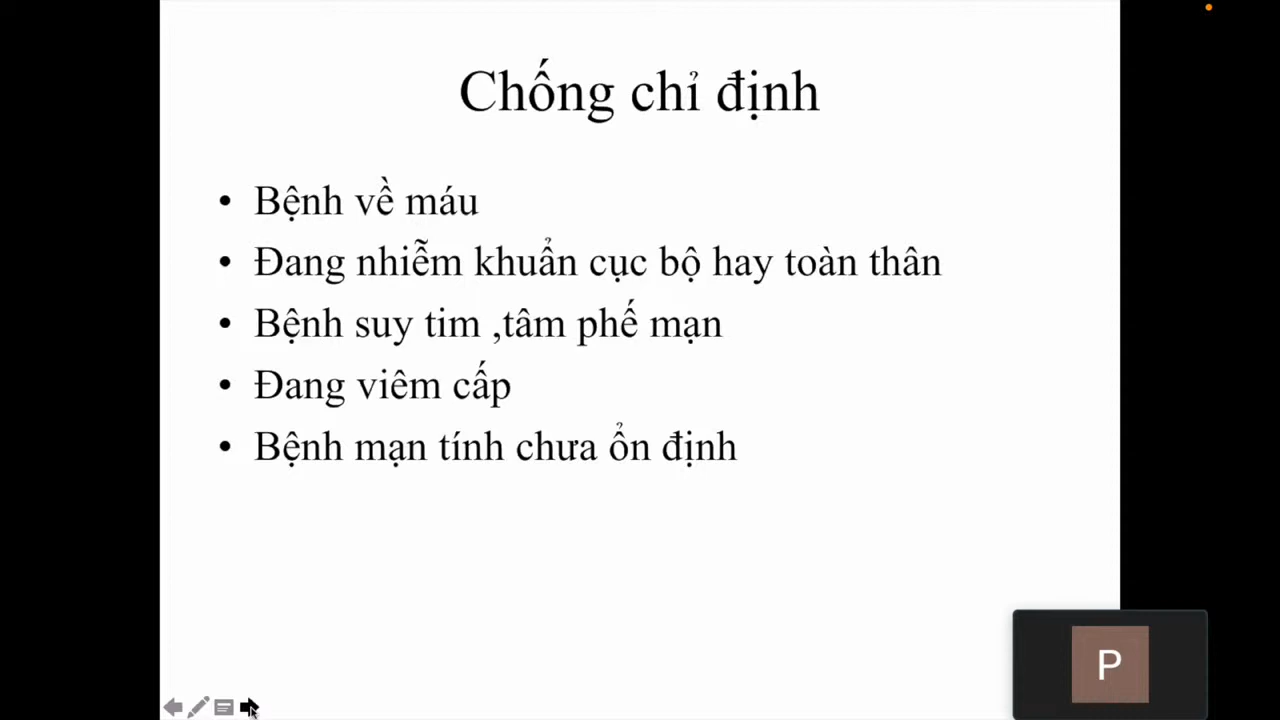 Chống chỉ định
• Bệnh về máu
• Đang nhiễm khuẩn cục bộ hay toàn thân
• Bệnh suy tim ,tâm phế mạn
• Đang viêm cấp
• Bệnh mạn tính chưa ổn định
P